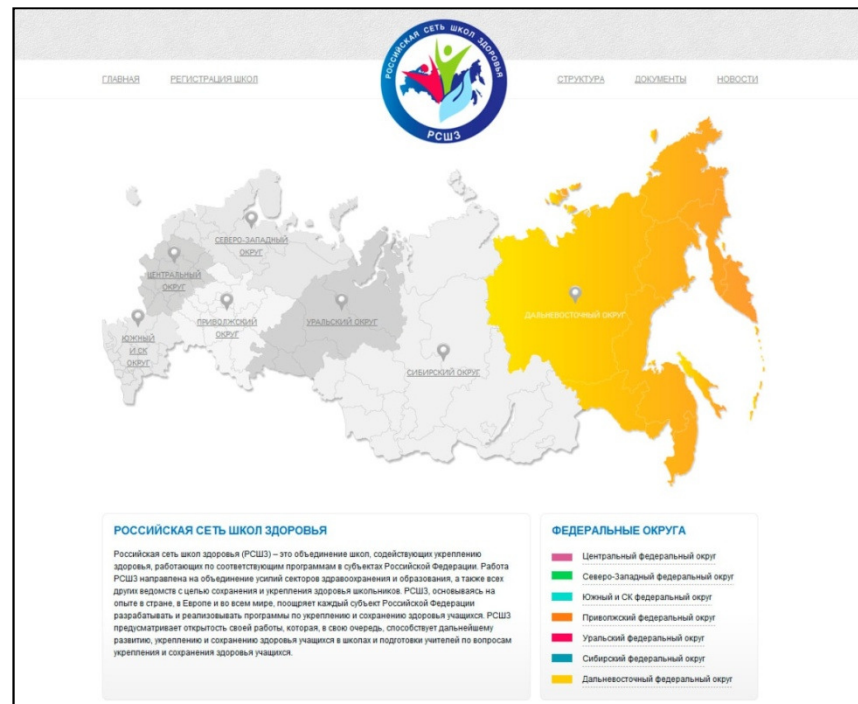 РОССИЙСКАЯ СЕТЬ ШКОЛ ЗДОРОВЬЯ
РСШЗ
ГЛАВНАЯ
РЕГИСТРАЦИЯ ШКОЛ
СТРУКТУРА
ДОКУМЕНТЫ
НОВОСТИ
СЕВЕРО-ЗАПАДНЫЙ
ОКРУГ
ЦЕНТРАЛЬНЫЙ
ОКРУГ
ПРИВОЛЖСКИЙ
ОКРУГ
УРАЛЬСКИЙ ОКРУГ
ДАЛЬНЕВОСТОЧНЫЙ ОКРУГ
ЮЖНЫЙ
И СК
ОКРУГ
СИБИРСКИЙ ОКРУГ
РОССИЙСКАЯ СЕТЬ ШКОЛ ЗДОРОВЬЯ
Российская сеть школ здоровья (РСШЗ) – это объединение школ, содействующих укреплению
здоровья, работающих по соответствующим программам в субъектах Российской Федерации. Работа
РСШЗ направлена на объединение усилий секторов здравоохранения и образования, а также всех
других ведомств с целью сохранения и укрепления здоровья школьников. РСШЗ, основываясь на
опыте в стране, в Европе и во всем мире, поощряет каждый субъект Российской Федерации
разрабатывать и реализовывать программы по укреплению и сохранению здоровья учащихся. РСШЗ
предусматривает открытость своей работы, которая, в свою очередь, способствует дальнейшему
развитию, укреплению и сохранению здоровья учащихся в школах и подготовки учителей по вопросам
укрепления и сохранения здоровья учащихся.
ФЕДЕРАЛЬНЫЕ ОКРУГА
Центральный федеральный округ
Северо-Западный федеральный округ
Южный и СК федеральный округ
Приволжский федеральный округ
Уральский федеральный округ
Сибирский федеральный округ
Дальневосточный федеральный округ